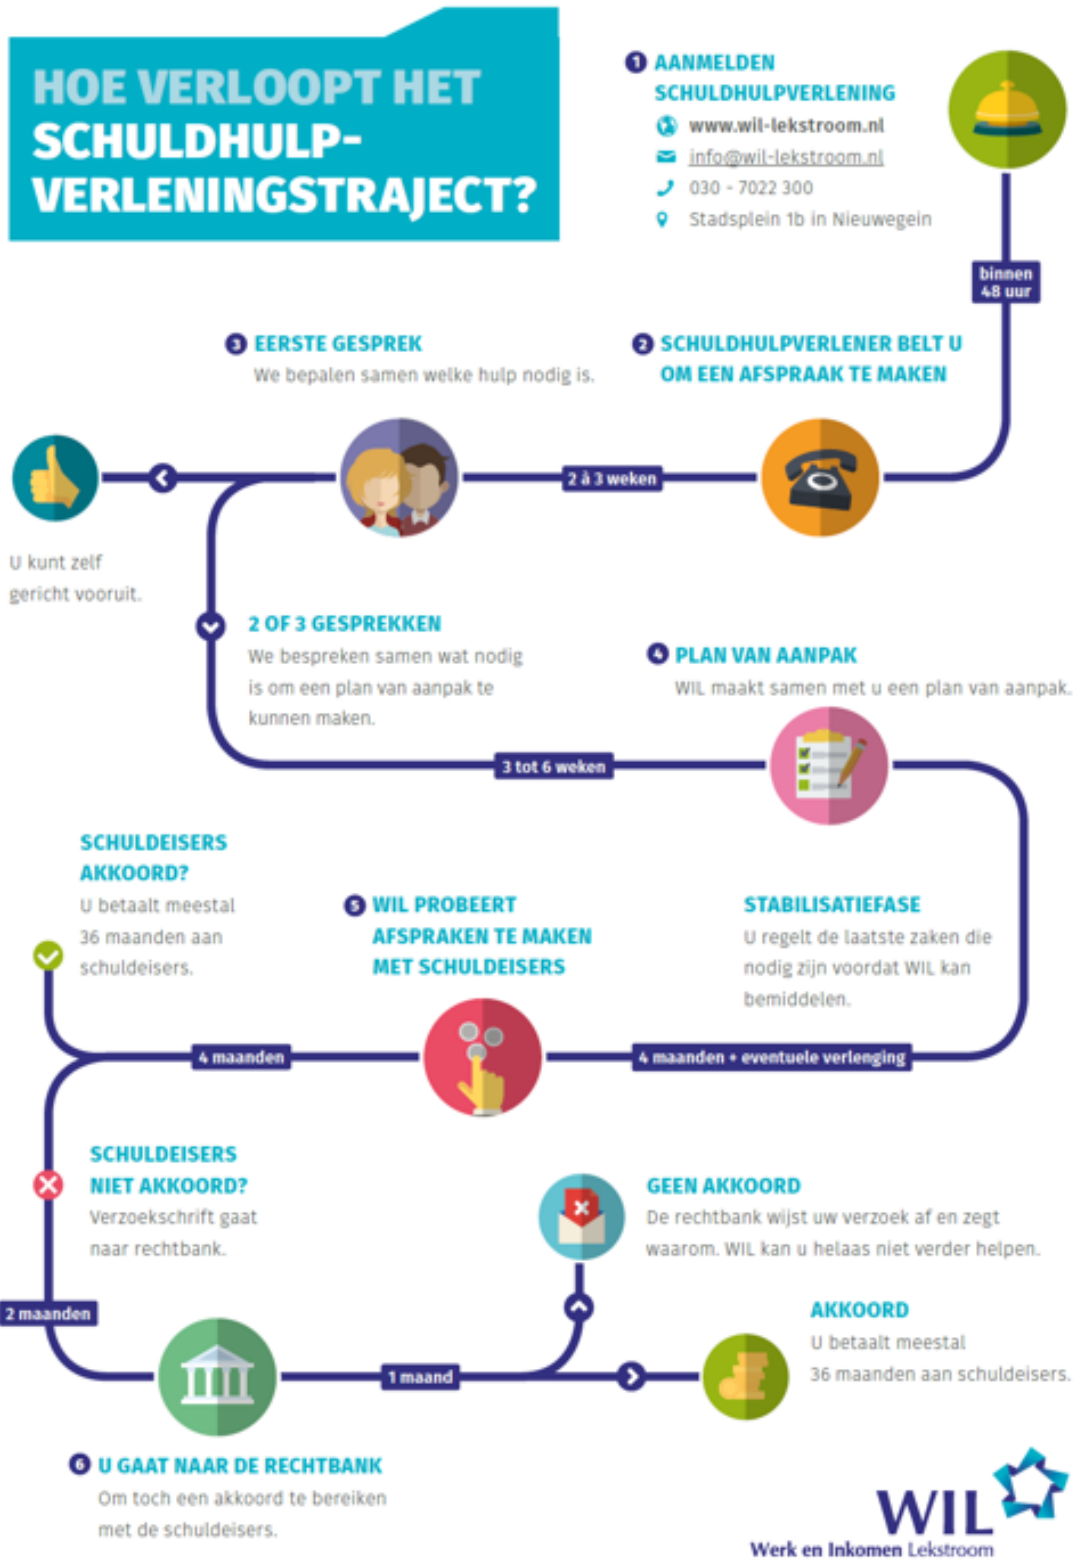 HOE VERLOOPT HET
SCHULDHULP-
VERLENINGSTRAJECT?
1 AANMELDEN
SCHULDHULPVERLENING
www.wil-lekstroom.nl
info@wil-lekstroom.nl
030 - 7022 300
Stadsplein 1b in Nieuwegein
binnen
48 uur
2 SCHULDHULPVERLENER BELT U
OM EEN AFSPRAAK TE MAKEN
2 à 3 weken
3 EERSTE GESPREK
We bepalen samen welke hulp nodig is.
U kunt zelf
gericht vooruit.
2 OF 3 GESPREKKEN
We bespreken samen wat nodig
is om een plan van aanpak te
kunnen maken.
3 tot 6 weken
4 PLAN VAN AANPAK
WIL maakt samen met u een plan van aanpak.
STABILISATIEFASE
U regelt de laatste zaken die
nodig zijn voordat WIL kan
bemiddelen.
4 maanden + eventuele verlenging
5 WIL PROBEERT
AFSPRAKEN TE MAKEN
MET SCHULDEISERS
4 maanden
SCHULDEISERS
AKKOORD?
U betaalt meestal
36 maanden aan
schuldeisers.
SCHULDEISERS
NIET AKKOORD?
Verzoekschrift gaat
naar rechtbank.
2 maanden
6 U GAAT NAAR DE RECHTBANK
Om toch een akkoord te bereiken
met de schuldeisers.
1 maand
GEEN AKKOORD
De rechtbank wijst uw verzoek af en zegt
waarom. WIL kan u helaas niet verder helpen.
AKKOORD
U betaalt meestal
36 maanden aan schuldeisers.
WIL
Werk en Inkomen Lekstroom